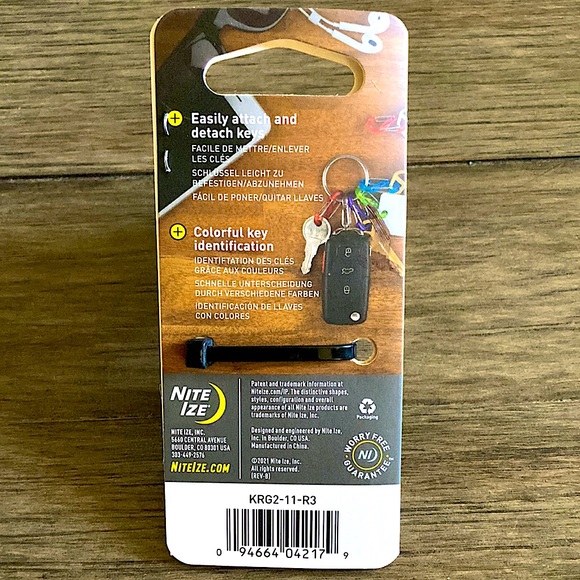 Easily attach and
detach keys
FACILE DE METTRE/ENLEVER
LES CLÉS
SCHLÜSSEL LEICHT ZU
BEFESTIGEN/ABZUNEHMEN
FÁCIL DE PONER/QUITAR LLAVES
Colorful key
identification
IDENTIFTATION DES CLÉS
GRÂCE AUX COULEURS
SCHNELLE UNTERSCHEIDUNG
DURCH VERSCHIEDENE FARBEN
IDENTIFICACIÓN DE LLAVES
CON COLORES
NITE
IZE
NITE IZE, INC.
5660 CENTRAL AVENUE
BOULDER, CO 80301 USA
303-449-2576
NITEIZE.COM
Patent and trademark information at
NiteIze.com/IP. The distinctive shapes,
styles, configuration and overall
appearance of all Nite Ize products are
trademarks of Nite Ize, Inc.
Designed and engineered by Nite Ize,
Inc. in Boulder, CO USA.
Manufactured in China.
©2021 Nite Ize, Inc.
All rights reserved.
(REV-B)
Packaging
WORRY FREE
NI
GUARANTEE
KRG2-11-R3
0 94664 04217 9